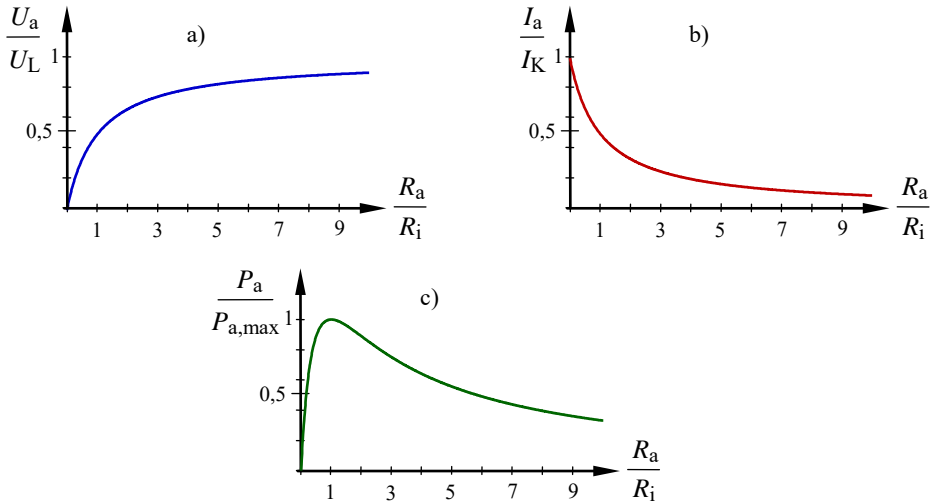 U_a
U_L
a)
1
0,5
1 3 5 7 9
R_a
R_i
I_a
I_K
b)
1
0,5
1 3 5 7 9
R_a
R_i
P_a
P_a,max
c)
1
0,5
1 3 5 7 9
R_a
R_i